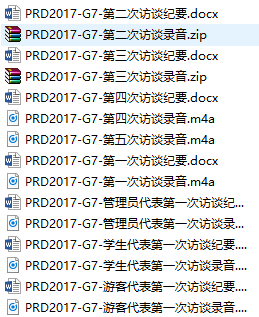 PRD2017-G7-第二次访谈纪要.docx
PRD2017-G7-第二次访谈录音.zip
PRD2017-G7-第三次访谈纪要.docx
PRD2017-G7-第三次访谈录音.zip
PRD2017-G7-第四次访谈纪要.docx
PRD2017-G7-第四次访谈录音.m4a
PRD2017-G7-第五次访谈录音.m4a
PRD2017-G7-第一次访谈纪要.docx
PRD2017-G7-第一次访谈录音.m4a
PRD2017-G7-管理员代表第一次访谈纪...
PRD2017-G7-管理员代表第一次访谈录...
PRD2017-G7-学生代表第一次访谈纪要....
PRD2017-G7-学生代表第一次访谈录音....
PRD2017-G7-游客代表第一次访谈纪要....
PRD2017-G7-游客代表第一次访谈录音....